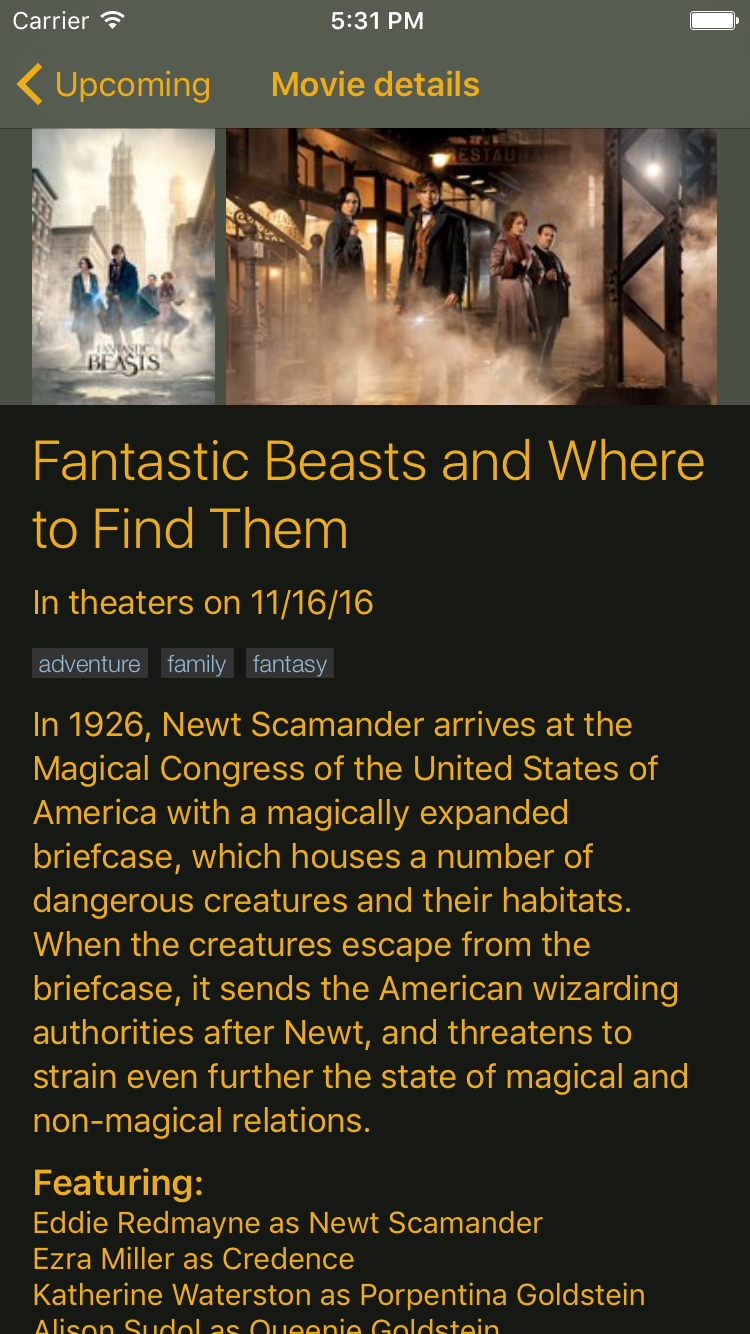 Carrier 5:31 PM
Upcoming Movie details
RESTAU
FANTASTIC
BEASTS
Fantastic Beasts and Where
to Find Them
In theaters on 11/16/16
adventure family fantasy
In 1926, Newt Scamander arrives at the
Magical Congress of the United States of
America with a magically expanded
briefcase, which houses a number of
dangerous creatures and their habitats.
When the creatures escape from the
briefcase, it sends the American wizarding
authorities after Newt, and threatens to
strain even further the state of magical and
non-magical relations.
Featuring:
Eddie Redmayne as Newt Scamander
Ezra Miller as Credence
Katherine Waterston as Porpentina Goldstein
Alison Sudol as Queenie Goldstein